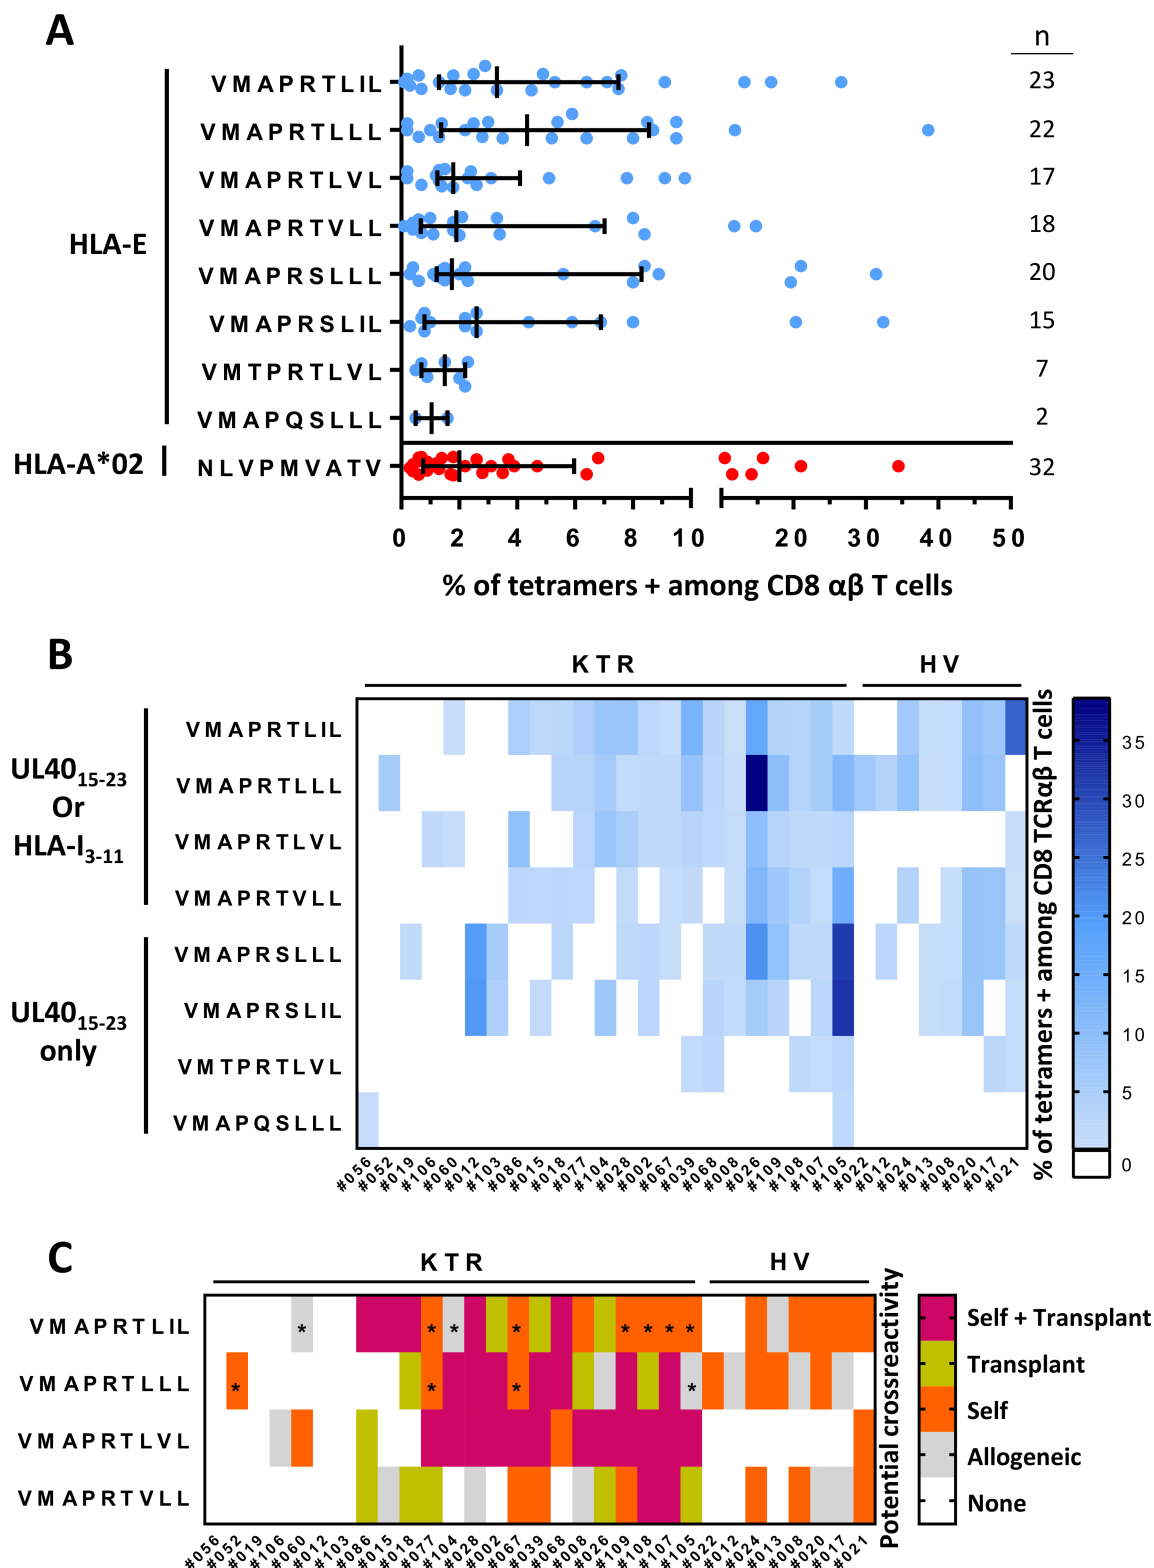 A
n
HLA-E
VMAPRTLIL 23
VMAPRTLLL 22
VMAPRTLVL 17
VMAPRTVLL 18
VMAPRSLLL 20
VMAPRSLIL 15
VMTPRTLVL 7
VMAPQSLLL 2
HLA-A*02 NLVPMVATV 32
0 2 4 6 8 10 20 30 40 50
% of tetramers + among CD8 αβ T cells
B
KTR HV
UL40 15-23
Or
HLA-I 3-11
VMAPRTLIL
VMAPRTLLL
VMAPRTLVL
VMAPRTVLL
UL40 15-23
only
VMAPRSLLL
VMAPRSLIL
VMTPRTLVL
VMAPQSLLL
#056 #052 #019 #106 #060 #012 #103 #086 #015 #018 #077 #104 #028 #002 #067 #039 #068 #008 #026 #109 #108 #107 #105 #022 #012 #024 #013 #008 #020 #017 #021
% of tetramers + among CD8 TCRαβ T cells
35
30
25
20
15
10
5
0
C
KTR HV
VMAPRTLIL * * * * * * * *
VMAPRTLLL * * * *
VMAPRTLVL
VMAPRTVLL
#056 #052 #019 #106 #060 #012 #103 #086 #015 #018 #077 #104 #028 #002 #067 #039 #068 #008 #026 #109 #108 #107 #105 #022 #012 #024 #013 #008 #020 #017 #021
Potential crossreactivity
Self + Transplant
Transplant
Self
Allogeneic
None